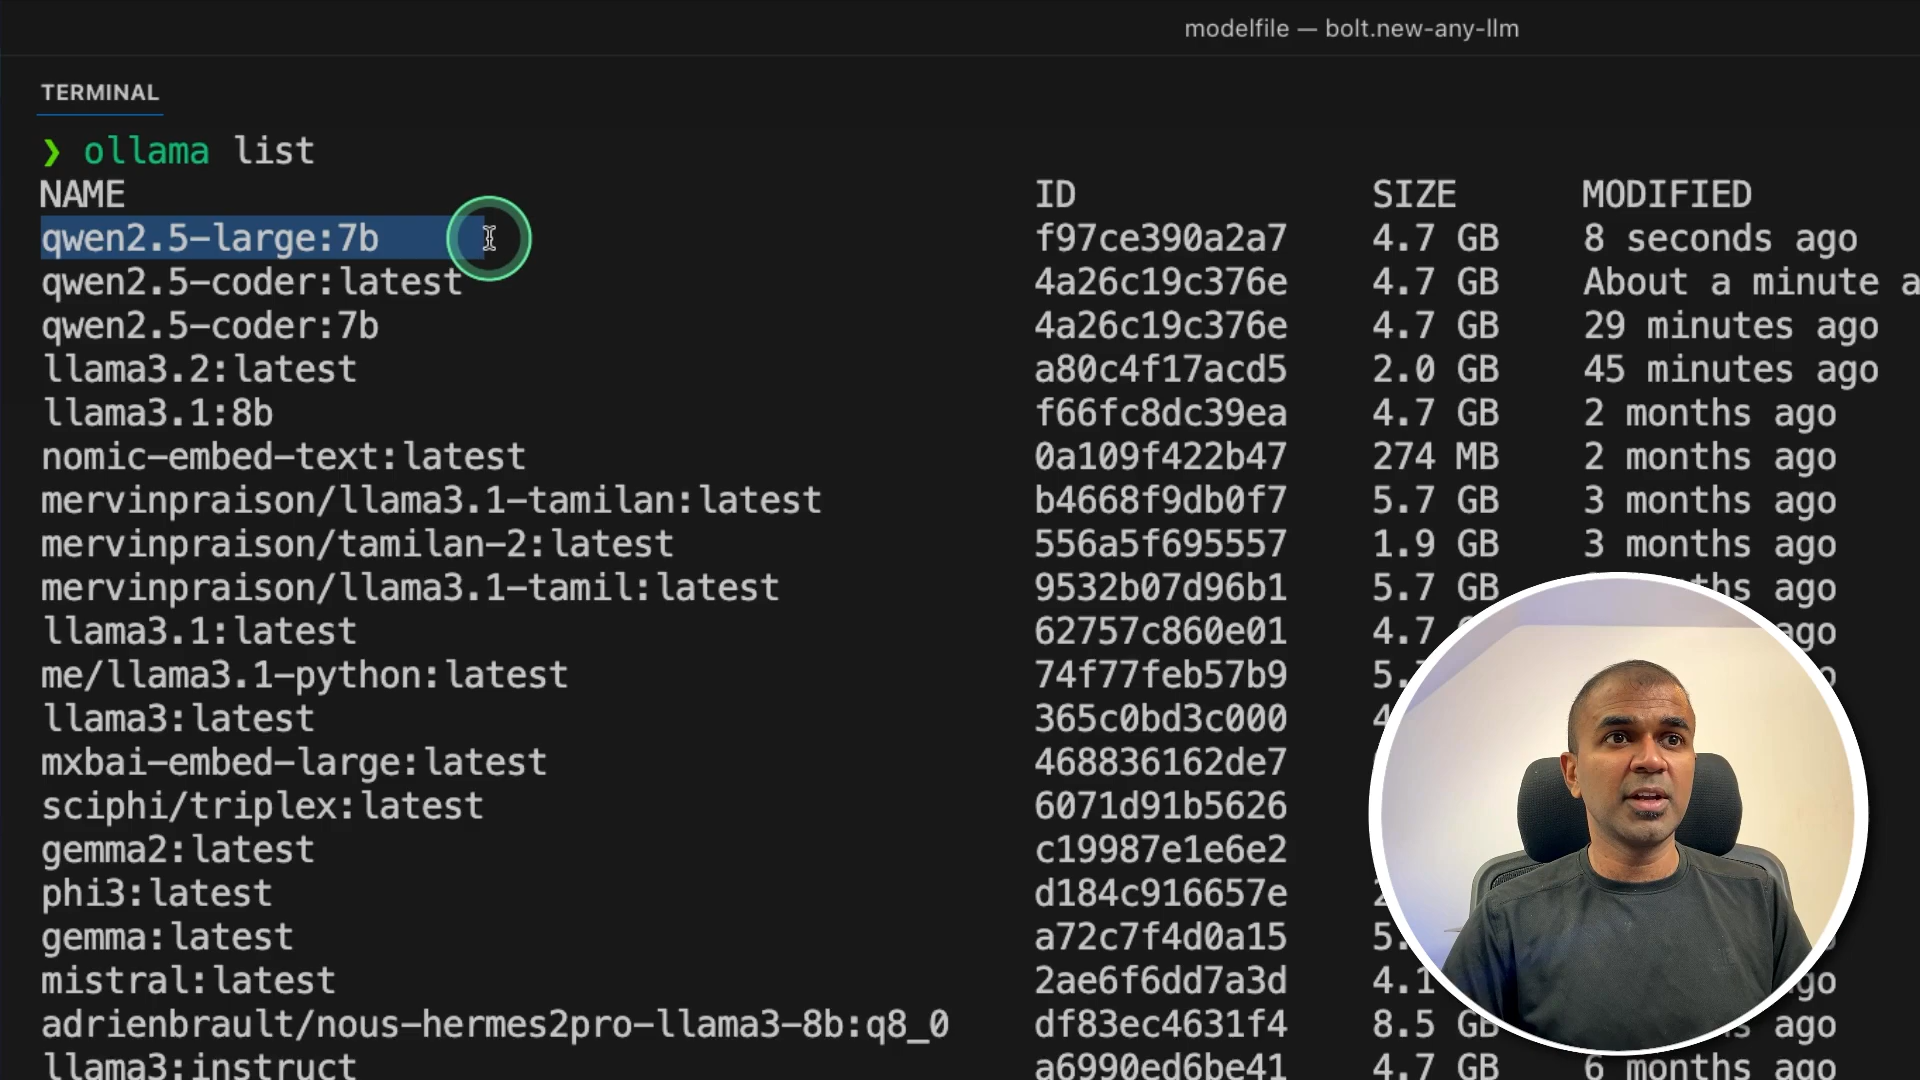 modelfile — bolt.new-any-llm
TERMINAL
❯ ollama list
NAME ID SIZE MODIFIED
qwen2.5-large:7b f97ce390a2a7 4.7 GB 8 seconds ago
qwen2.5-coder:latest 4a26c19c376e 4.7 GB About a minute a
qwen2.5-coder:7b 4a26c19c376e 4.7 GB 29 minutes ago
llama3.2:latest a80c4f17acd5 2.0 GB 45 minutes ago
llama3.1:8b f66fc8dc39ea 4.7 GB 2 months ago
nomic-embed-text:latest 0a109f422b47 274 MB 2 months ago
mervinpraison/llama3.1-tamilan:latest b4668f9db0f7 5.7 GB 3 months ago
mervinpraison/tamilan-2:latest 556a5f695557 1.9 GB 3 months ago
mervinpraison/llama3.1-tamil:latest 9532b07d96b1 5.7 GB ago
llama3.1:latest 62757c860e01 4.7 ago
me/llama3.1-python:latest 74f77feb57b9
llama3:latest 365c0bd3c000
mxbai-embed-large:latest 468836162de7
sciphi/triplex:latest 6071d91b5626
gemma2:latest c19987e1e6e2
phi3:latest d184c916657e
gemma:latest a72c7f4d0a15
mistral:latest 2ae6f6dd7a3d 4.1
adrienbrault/nous-hermes2pro-llama3-8b:q8_0 df83ec4631f4 8.5 GB ago
llama3:instruct a6990ed6be41 4.7 GB 6 months ago